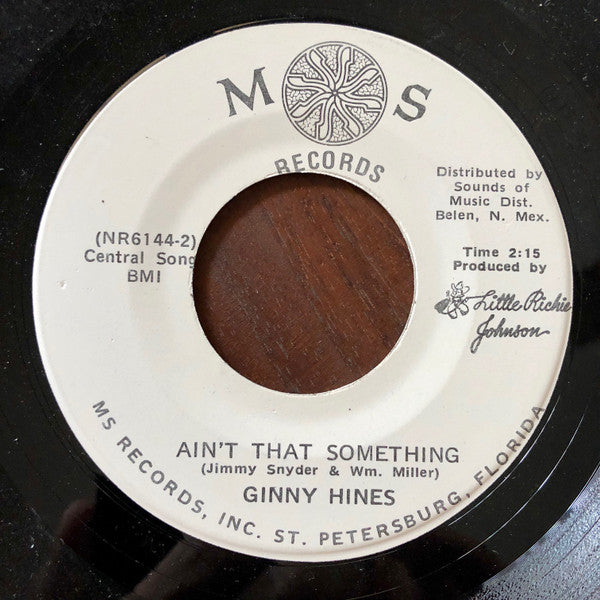 M S
RECORDS
Distributed by
Sounds of
Music Dist.
Belen, N. Mex.
(NR6144-2)
Central Song
BMI
Time 2:15
Produced by
Little Richie
Johnson
AIN'T THAT SOMETHING
(Jimmy Snyder & Wm. Miller)
GINNY HINES
MS RECORDS, INC. ST. PETERSBURG, FLORIDA